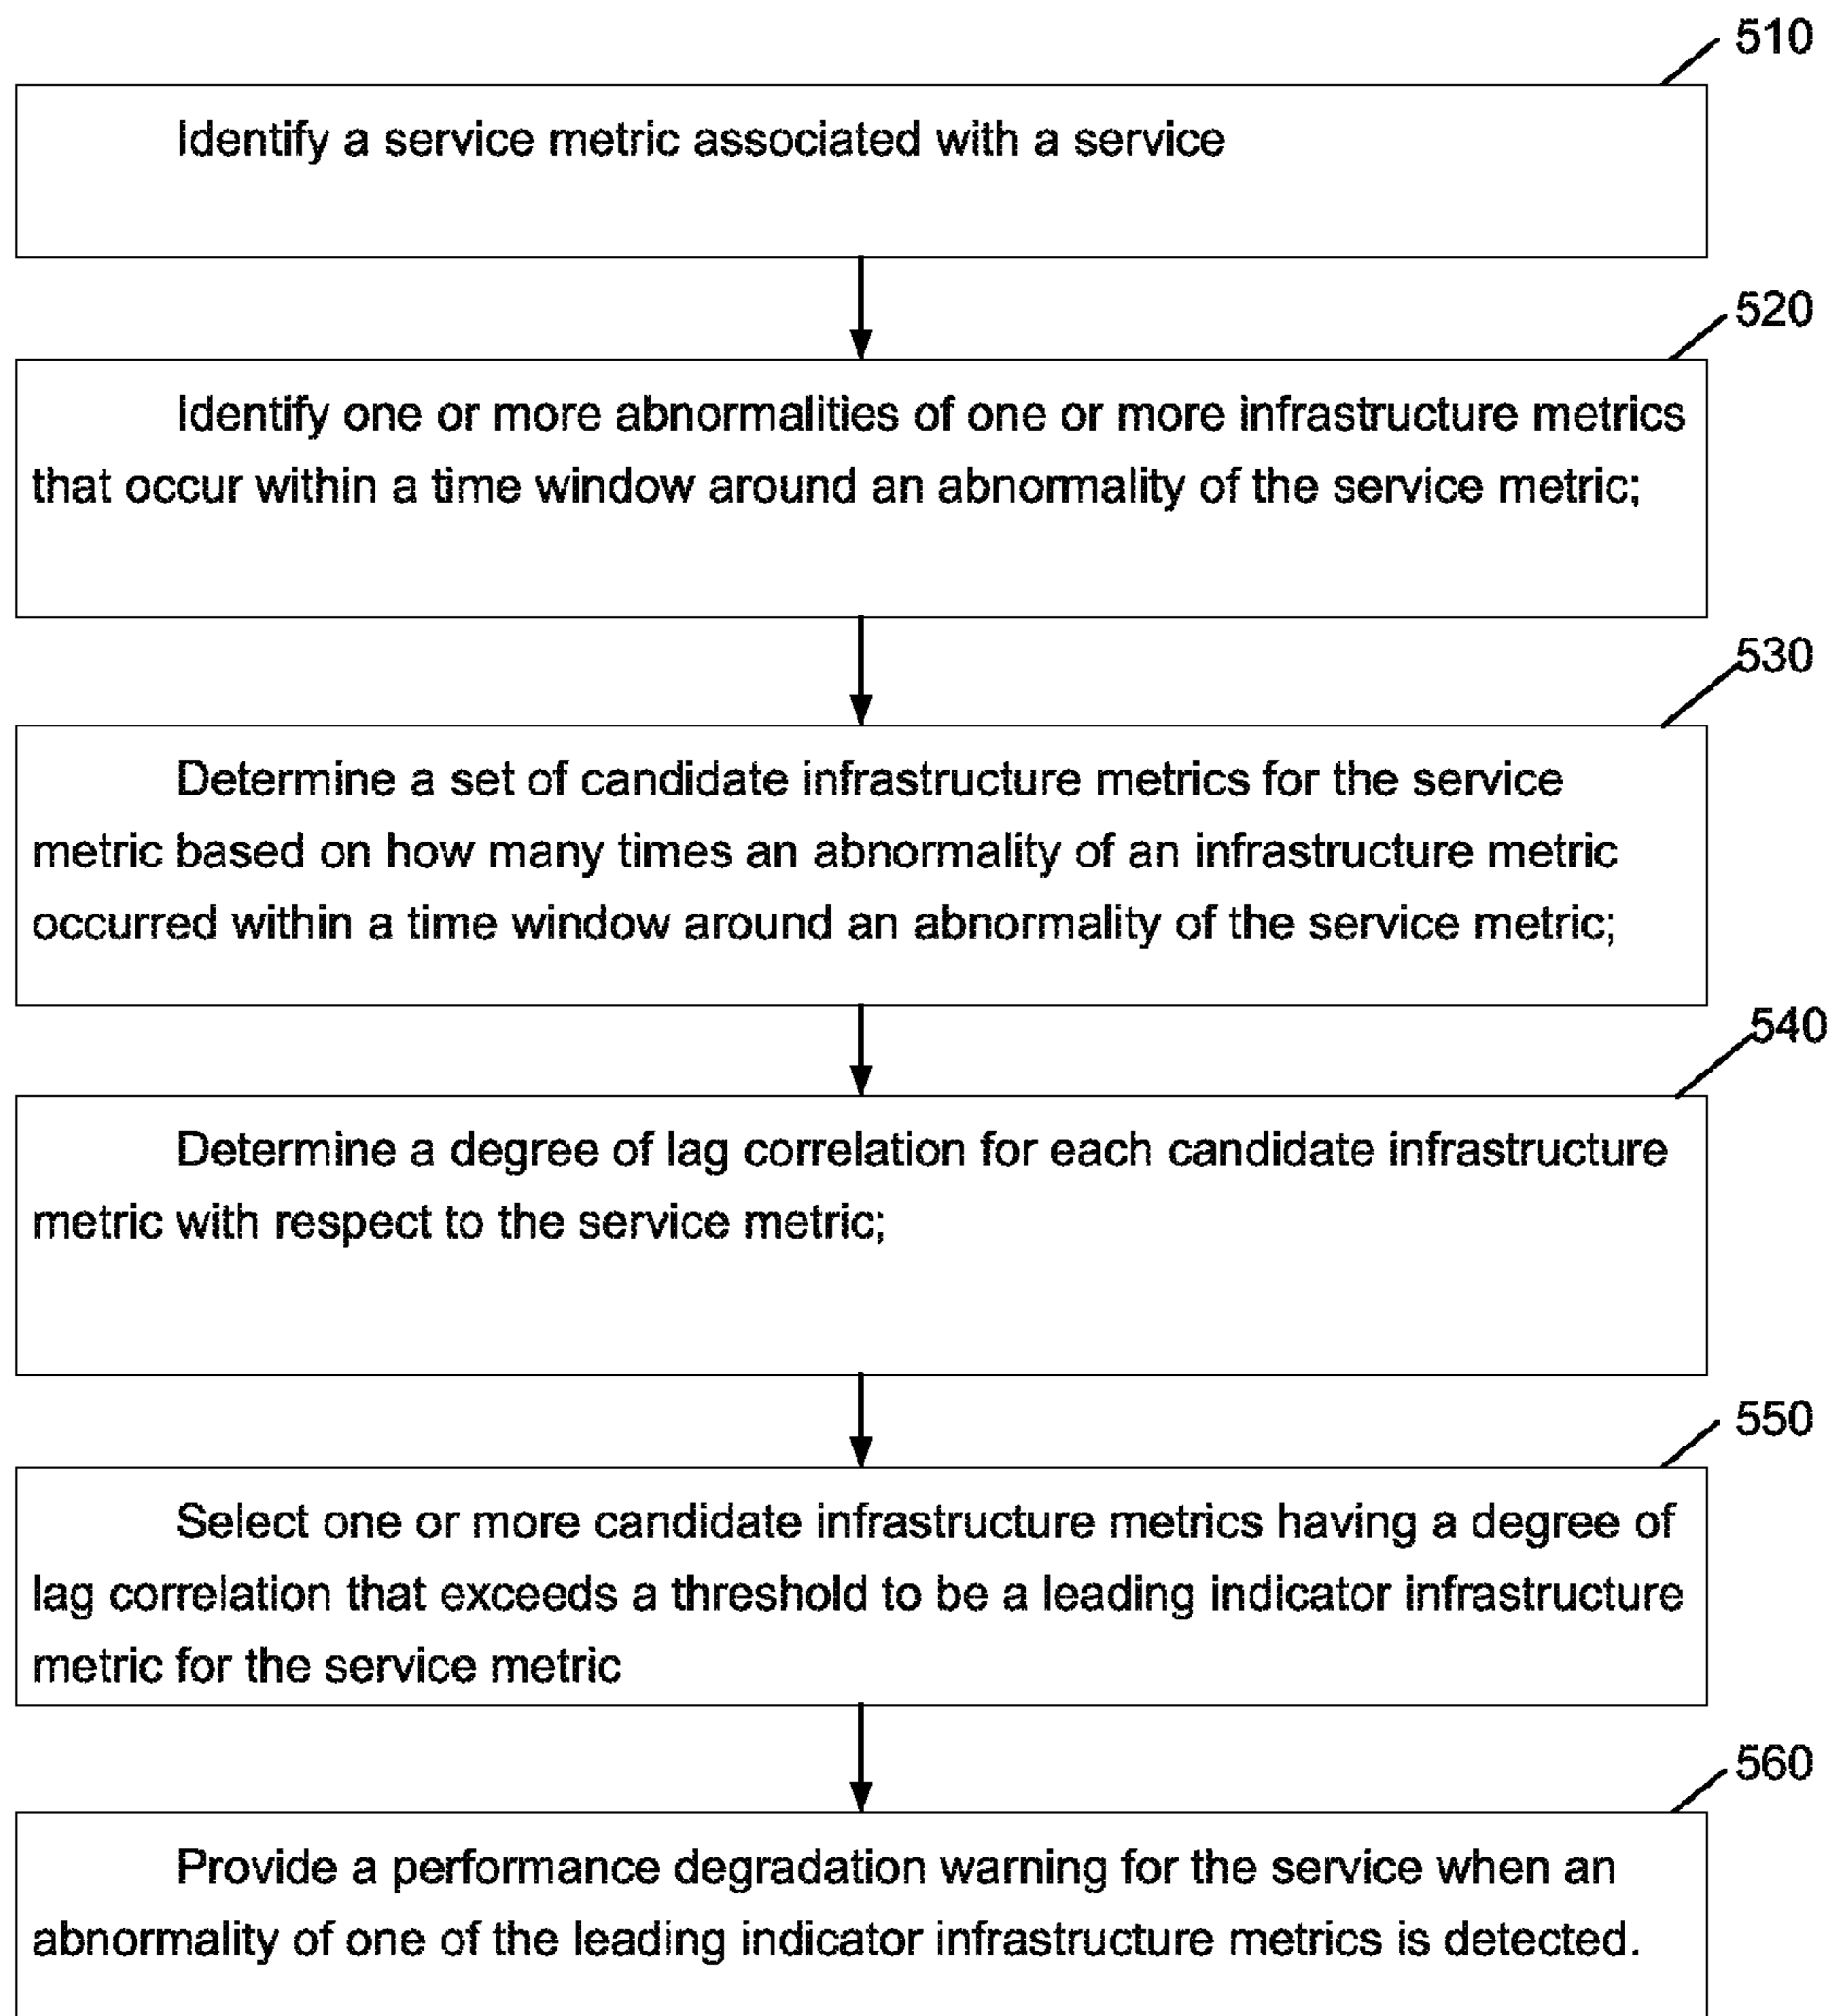 510
Identify a service metric associated with a service
520
Identify one or more abnormalities of one or more infrastructure metrics
that occur within a time window around an abnormality of the service metric;
530
Determine a set of candidate infrastructure metrics for the service
metric based on how many times an abnormality of an infrastructure metric
occurred within a time window around an abnormality of the service metric;
540
Determine a degree of lag correlation for each candidate infrastructure
metric with respect to the service metric;
550
Select one or more candidate infrastructure metrics having a degree of
lag correlation that exceeds a threshold to be a leading indicator infrastructure
metric for the service metric
560
Provide a performance degradation warning for the service when an
abnormality of one of the leading indicator infrastructure metrics is detected.